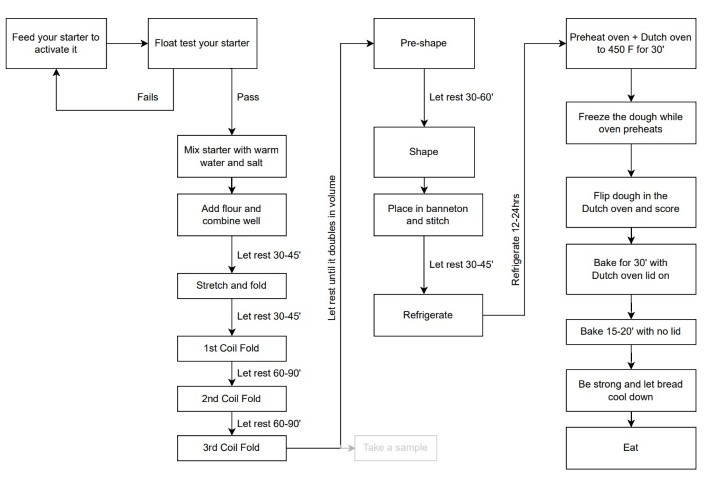 Feed your starter to
activate it
Float test your starter
Fails
Pass
Mix starter with warm
water and salt
Add flour and
combine well
Let rest 30-45'
Stretch and fold
Let rest 30-45'
1st Coil Fold
Let rest 60-90'
2nd Coil Fold
Let rest 60-90'
3rd Coil Fold
Take a sample
Let rest until it doubles in volume
Pre-shape
Let rest 30-60'
Shape
Place in banneton
and stitch
Let rest 30-45'
Refrigerate
Refrigerate 12-24hrs
Preheat oven + Dutch oven
to 450 F for 30'
Freeze the dough while
oven preheats
Flip dough in the
Dutch oven and score
Bake for 30' with
Dutch oven lid on
Bake 15-20' with no lid
Be strong and let bread
cool down
Eat